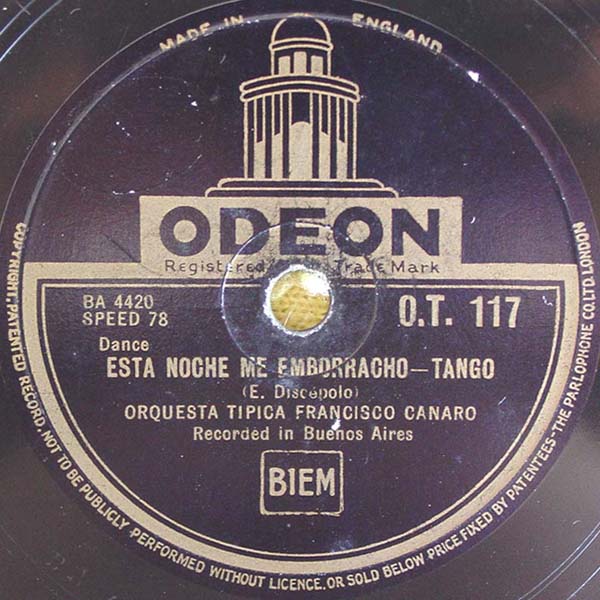 MADE IN ENGLAND
ODEON
Registered Trade Mark
BA 4420
SPEED 78
O.T. 117
Dance
ESTA NOCHE ME EMBORRACHO — TANGO
(E. Discépolo)
ORQUESTA TIPICA FRANCISCO CANARO
Recorded in Buenos Aires
BIEM
COPYRIGHT, PATENTED RECORD, NOT TO BE PUBLICLY PERFORMED WITHOUT LICENCE, OR SOLD BELOW PRICE FIXED BY PATENTEES - THE PARLOPHONE CO. LTD. LONDON